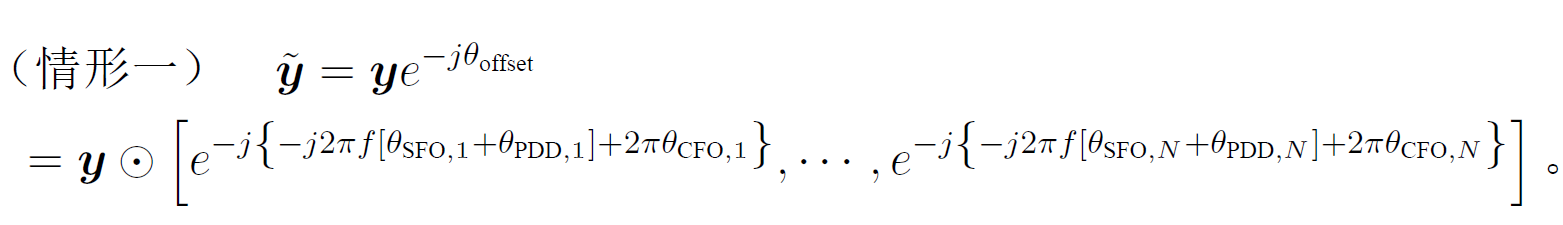 （情形一） $\tilde{\boldsymbol{y}} = \boldsymbol{y}e^{-j\theta_{\text{offset}}}$
$= \boldsymbol{y} \odot \left[ e^{-j\left\{-j2\pi f[\theta_{\text{SFO},1}+\theta_{\text{PDD},1}]+2\pi\theta_{\text{CFO},1}\right\}}, \cdots, e^{-j\left\{-j2\pi f[\theta_{\text{SFO},N}+\theta_{\text{PDD},N}]+2\pi\theta_{\text{CFO},N}\right\}} \right]$。